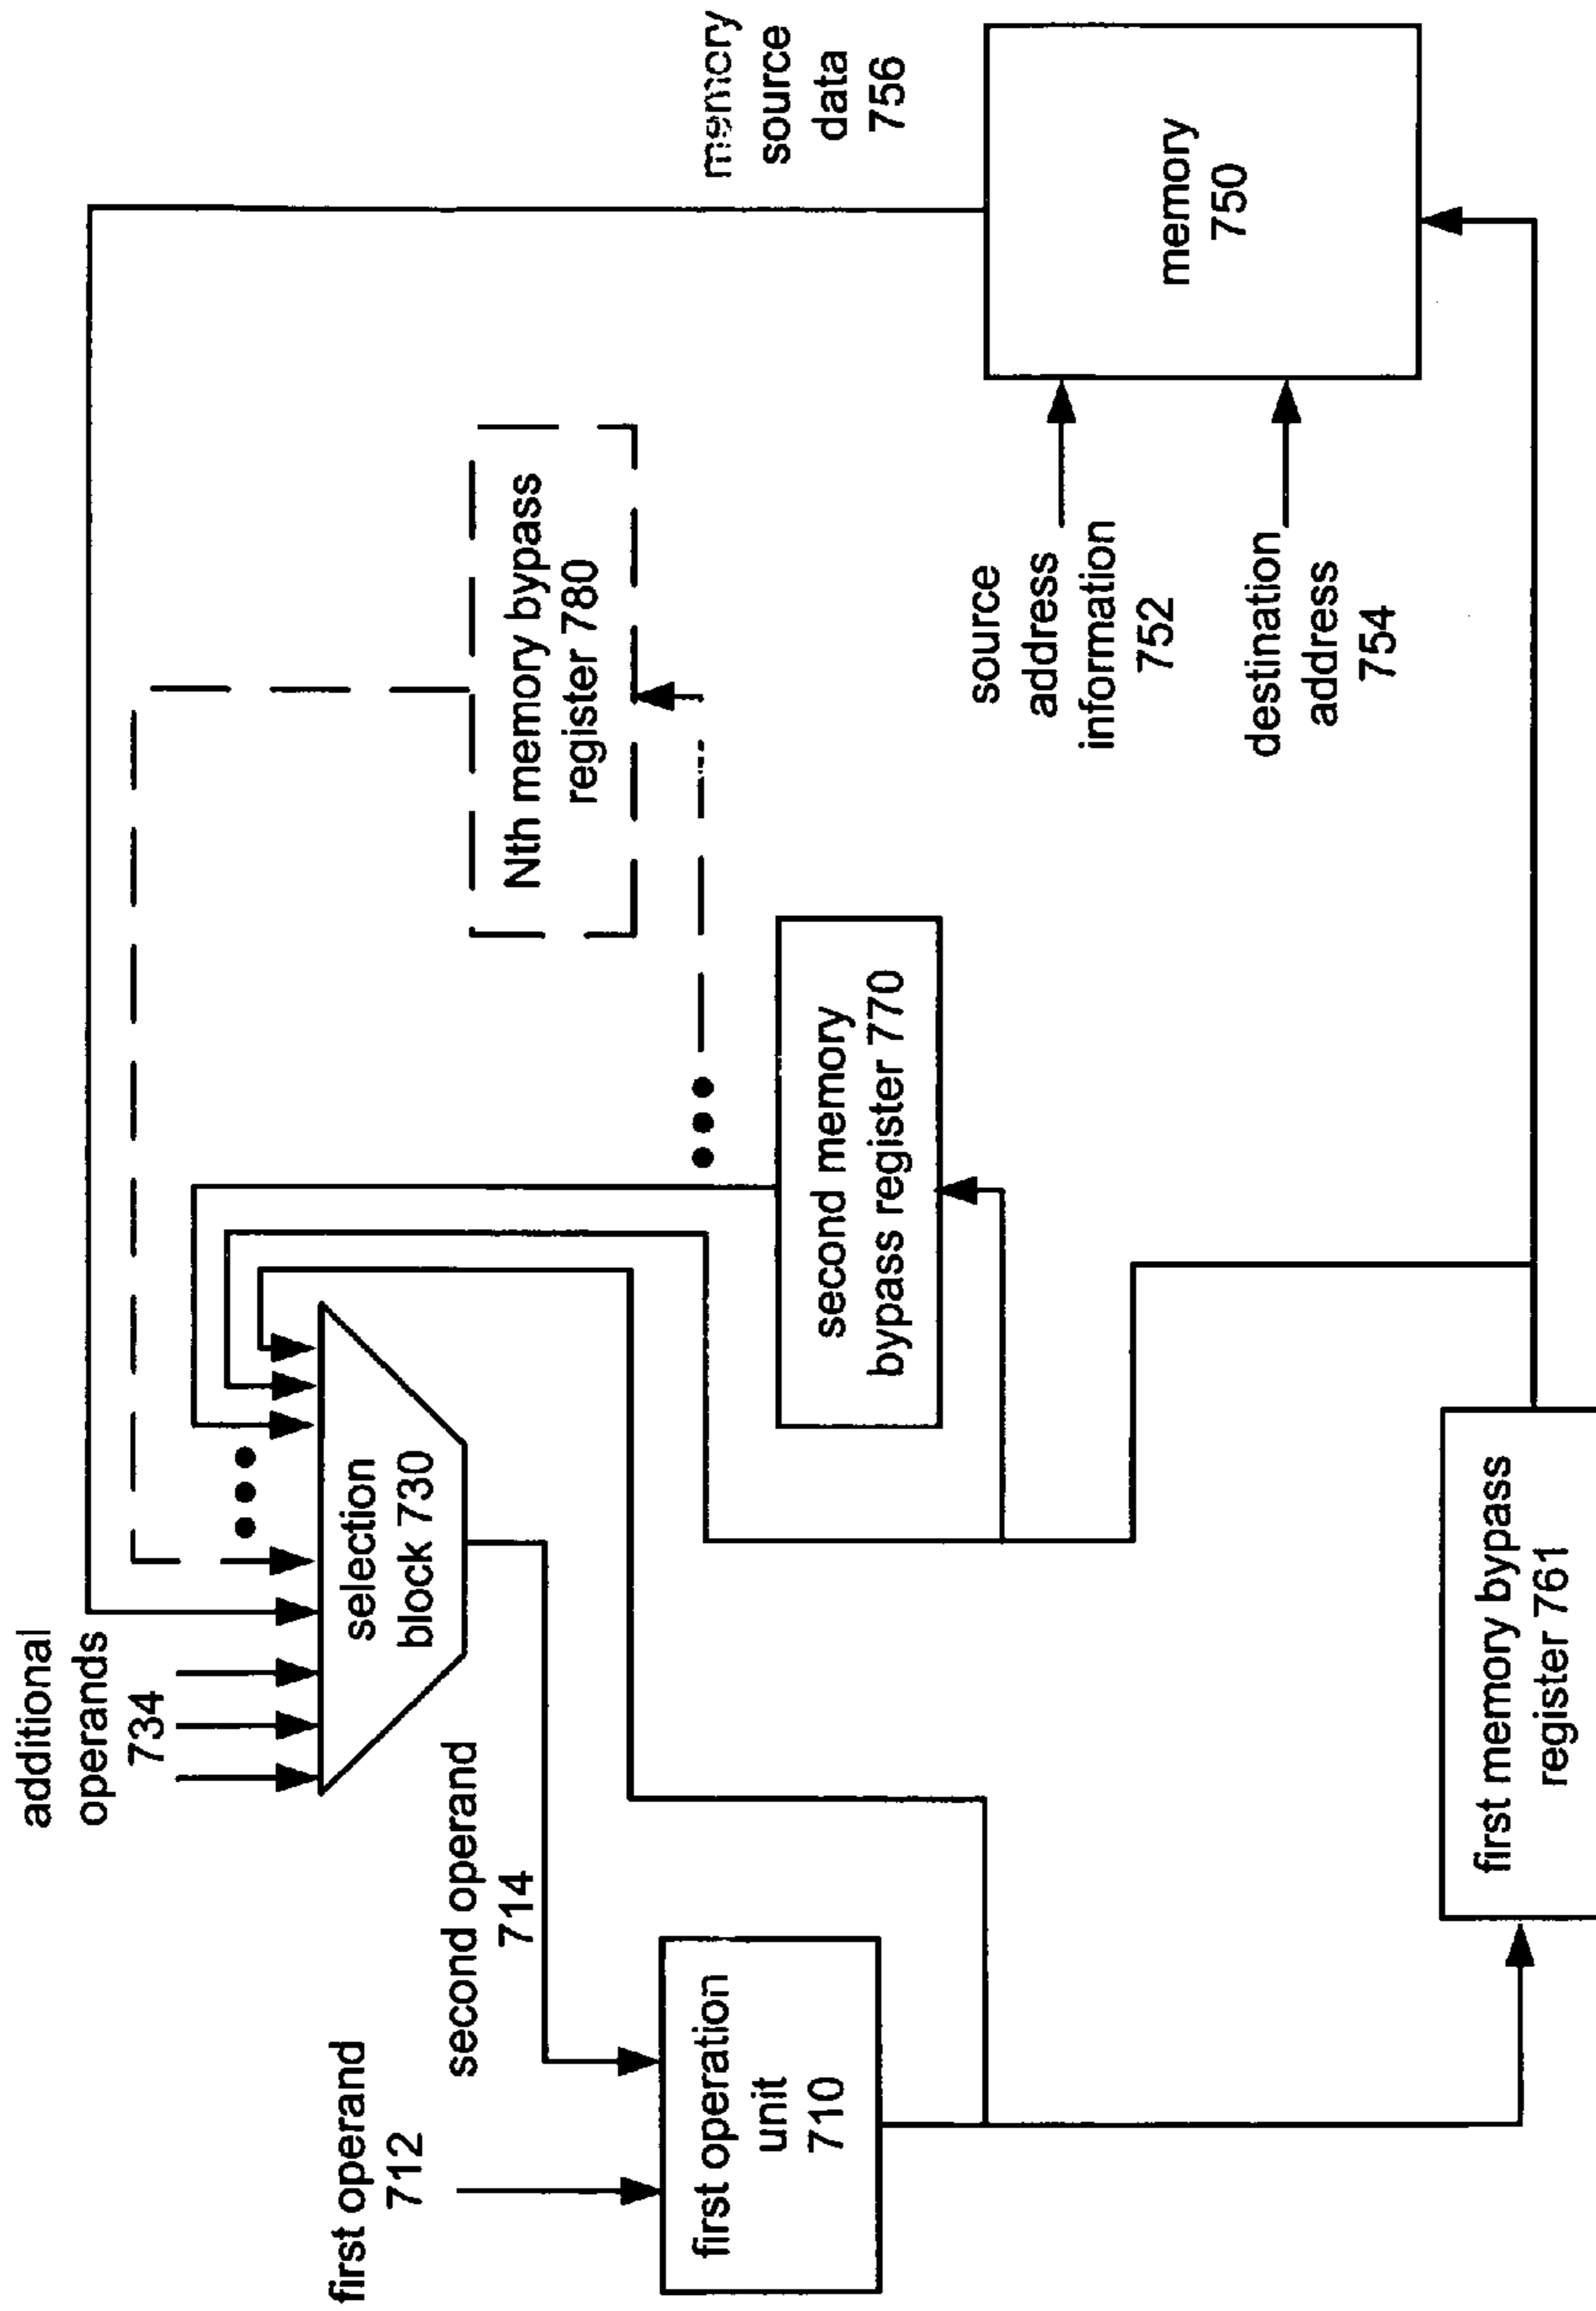 additional
operands
734
first operand
712
second operand
714
selection
block 730
first operation
unit
710
Nth memory bypass
register 780
second memory
bypass register 770
memory
source
data
756
source
address
information
752
destination
address
754
memory
750
first memory bypass
register 761